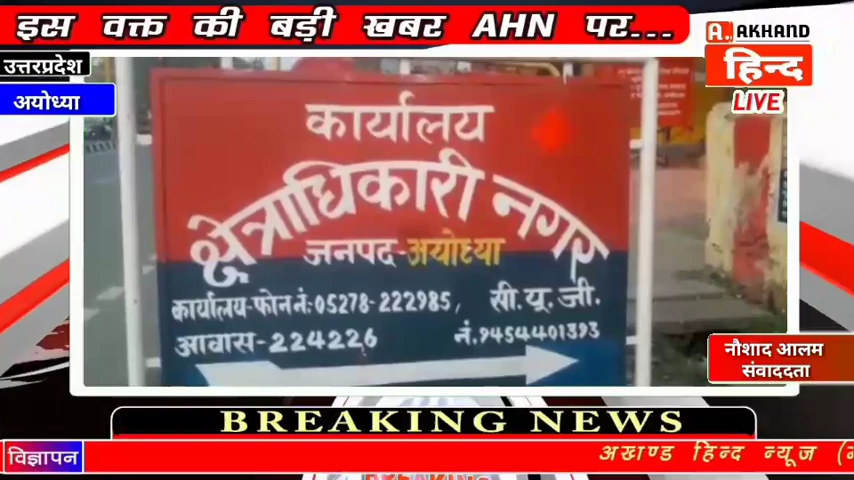 इस वक्त की बड़ी खबर AHN पर...
A.. AKHAND
हिन्द
LIVE
उत्तरप्रदेश
अयोध्या
कार्यालय
क्षेत्राधिकारी नगर
जनपद-अयोध्या
कार्यालय-फोन नं: 05278-222985, सी.यू.जी.
आवास-224226 नं.9454401393
नौशाद आलम
संवाददाता
BREAKING NEWS
विज्ञापन
अखण्ड हिन्द न्यूज